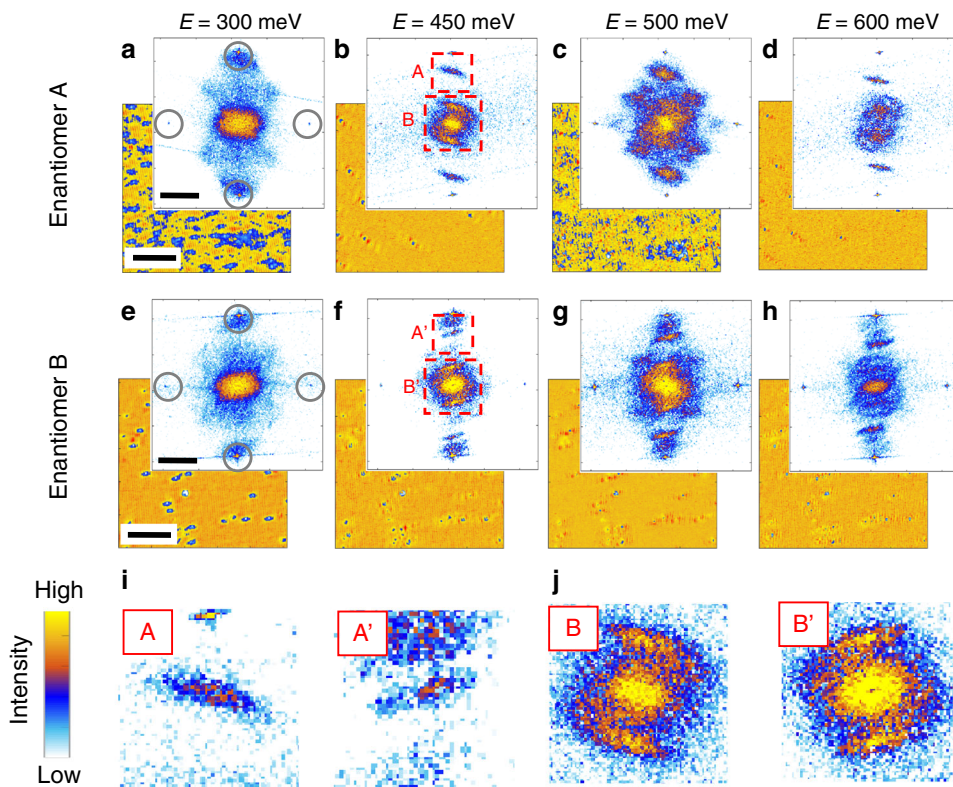 E = 300 meV
E = 450 meV
E = 500 meV
E = 600 meV
Enantiomer A
a
b
A
B
c
d
Enantiomer B
e
f
A'
B'
g
h
High
Intensity
Low
i
A
A'
j
B
B'